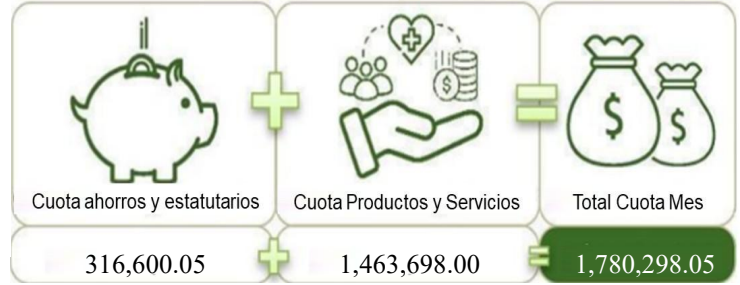 Cuota ahorros y estatutarios
Cuota Productos y Servicios
Total Cuota Mes
316,600.05 + 1,463,698.00 = 1,780,298.05